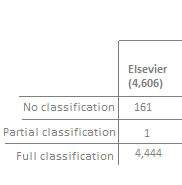 Elsevier
(4,606)
No classification 161
Partial classification 1
Full classification 4,444